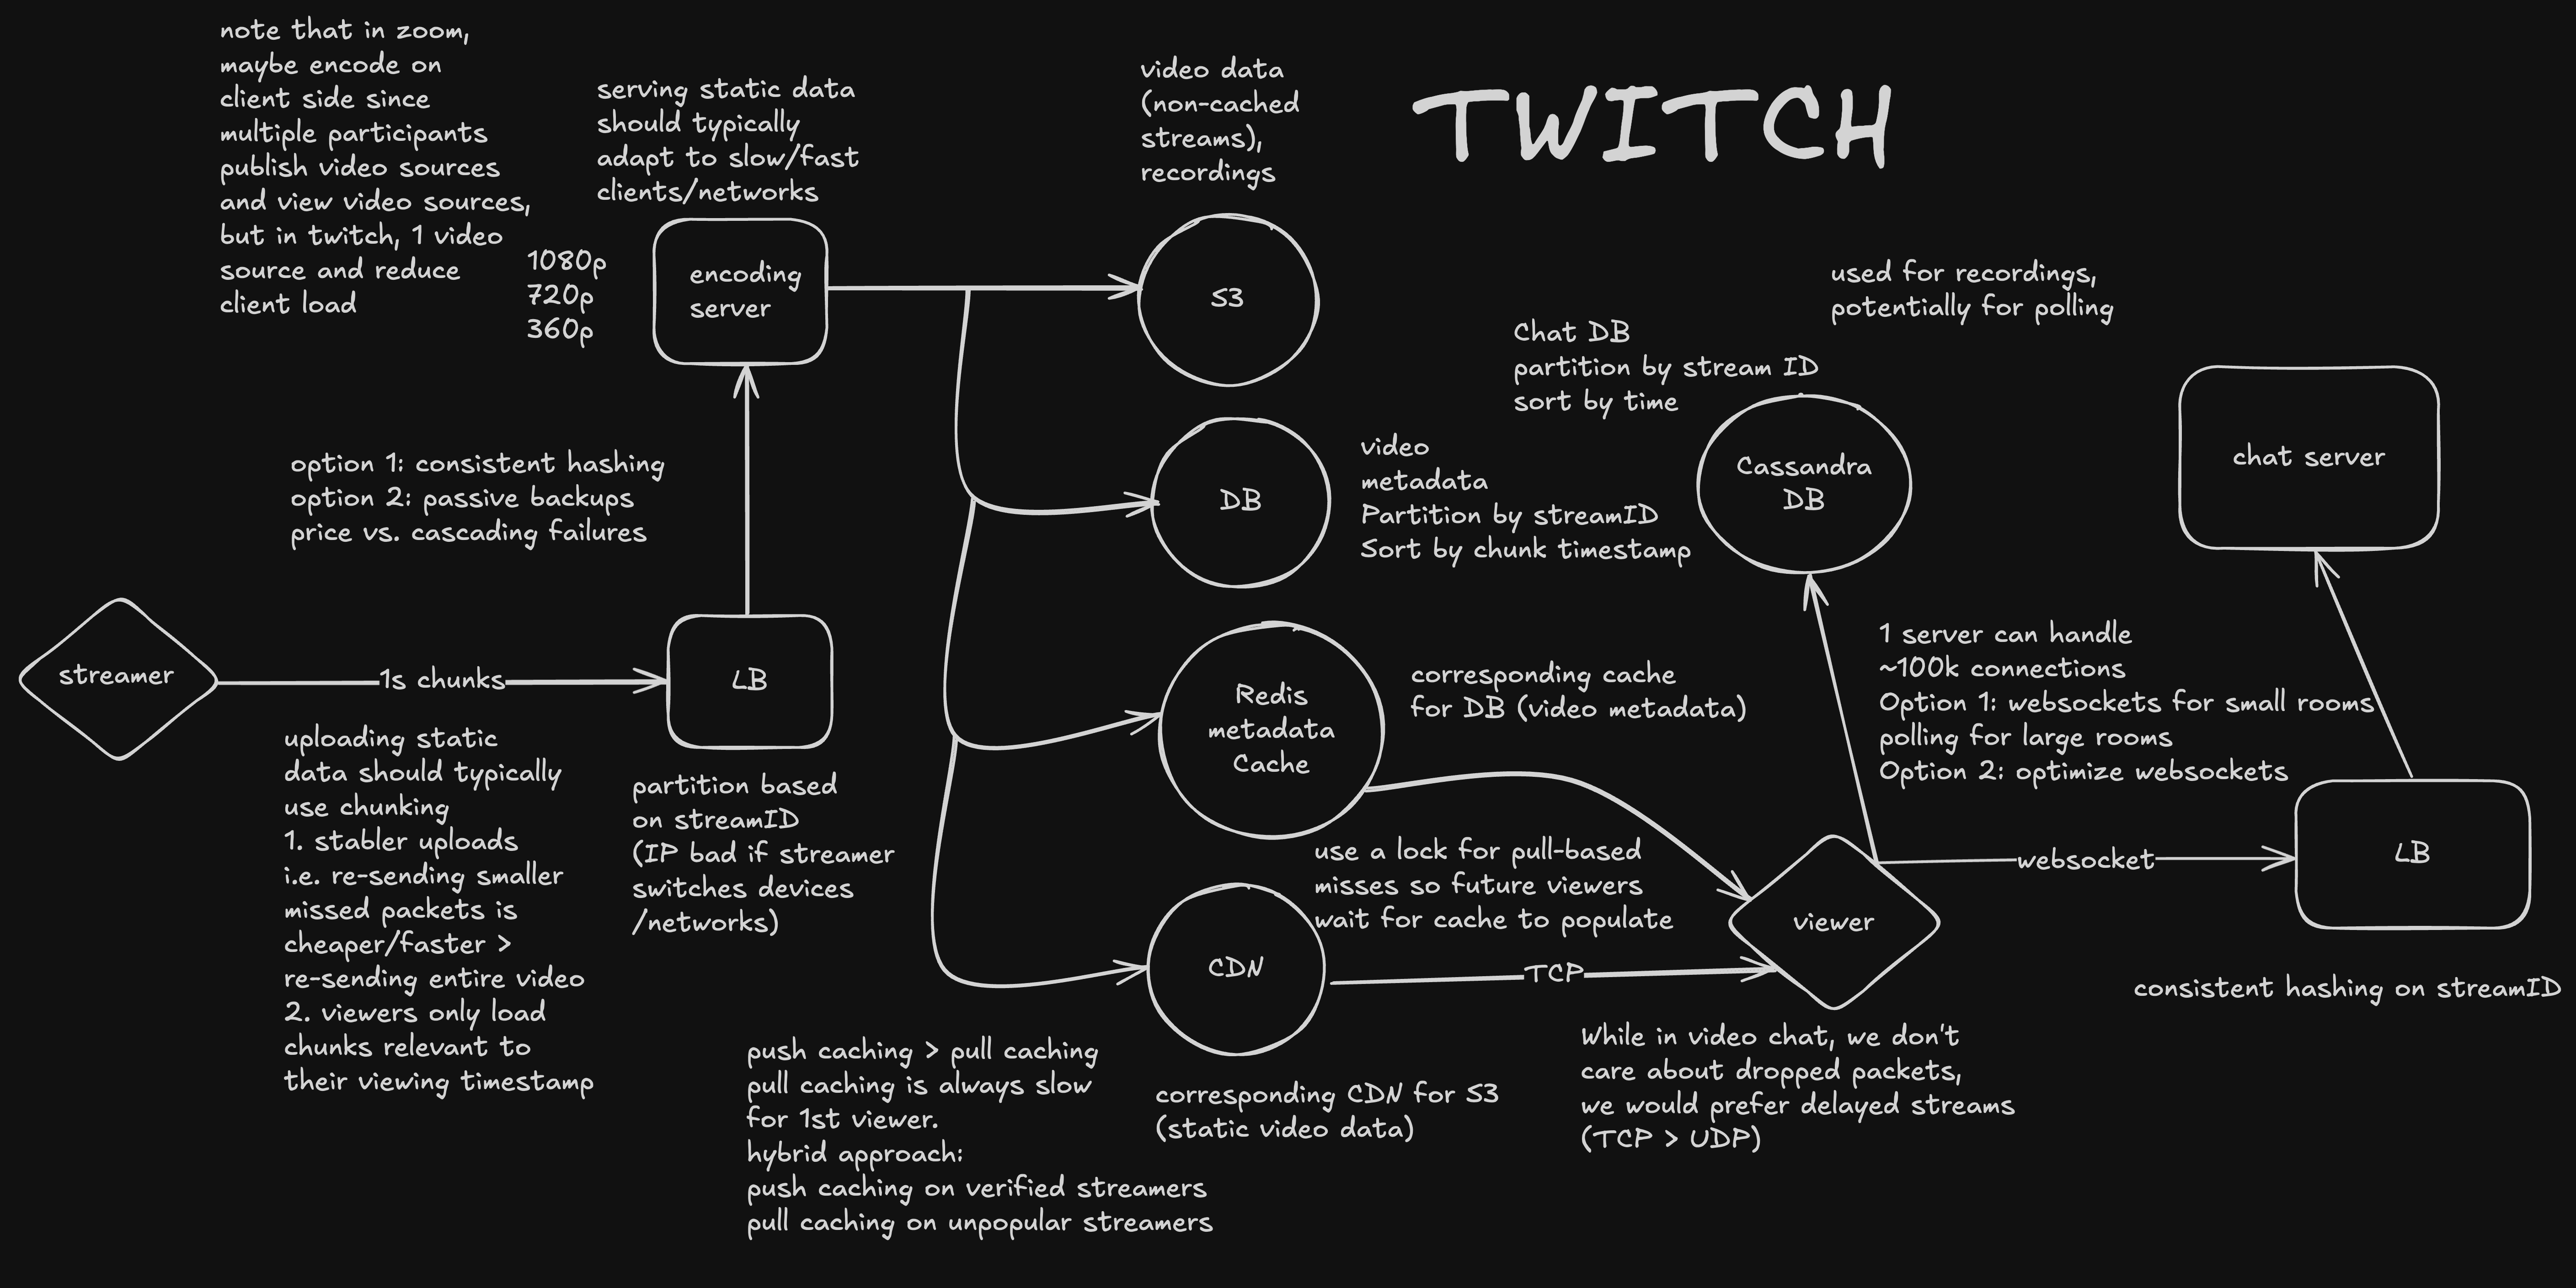 note that in zoom,
maybe encode on
client side since
multiple participants
publish video sources
and view video sources,
but in twitch, 1 video
source and reduce
client load
1080p
720p
360p
serving static data
should typically
adapt to slow/fast
clients/networks
encoding
server
video data
(non-cached
streams),
recordings
S3
TWITCH
option 1: consistent hashing
option 2: passive backups
price vs. cascading failures
DB
video
metadata
Partition by streamID
Sort by chunk timestamp
Chat DB
partition by stream ID
sort by time
Cassandra
DB
used for recordings,
potentially for polling
chat server
streamer
1s chunks
LB
uploading static
data should typically
use chunking
1. stabler uploads
i.e. re-sending smaller
missed packets is
cheaper/faster >
re-sending entire video
2. viewers only load
chunks relevant to
their viewing timestamp
partition based
on streamID
(IP bad if streamer
switches devices
/networks)
Redis
metadata
Cache
corresponding cache
for DB (video metadata)
1 server can handle
~100k connections
Option 1: websockets for small rooms
polling for large rooms
Option 2: optimize websockets
use a lock for pull-based
misses so future viewers
wait for cache to populate
CDN
TCP
viewer
websocket
LB
consistent hashing on streamID
push caching > pull caching
pull caching is always slow
for 1st viewer.
hybrid approach:
push caching on verified streamers
pull caching on unpopular streamers
corresponding CDN for S3
(static video data)
While in video chat, we don't
care about dropped packets,
we would prefer delayed streams
(TCP > UDP)